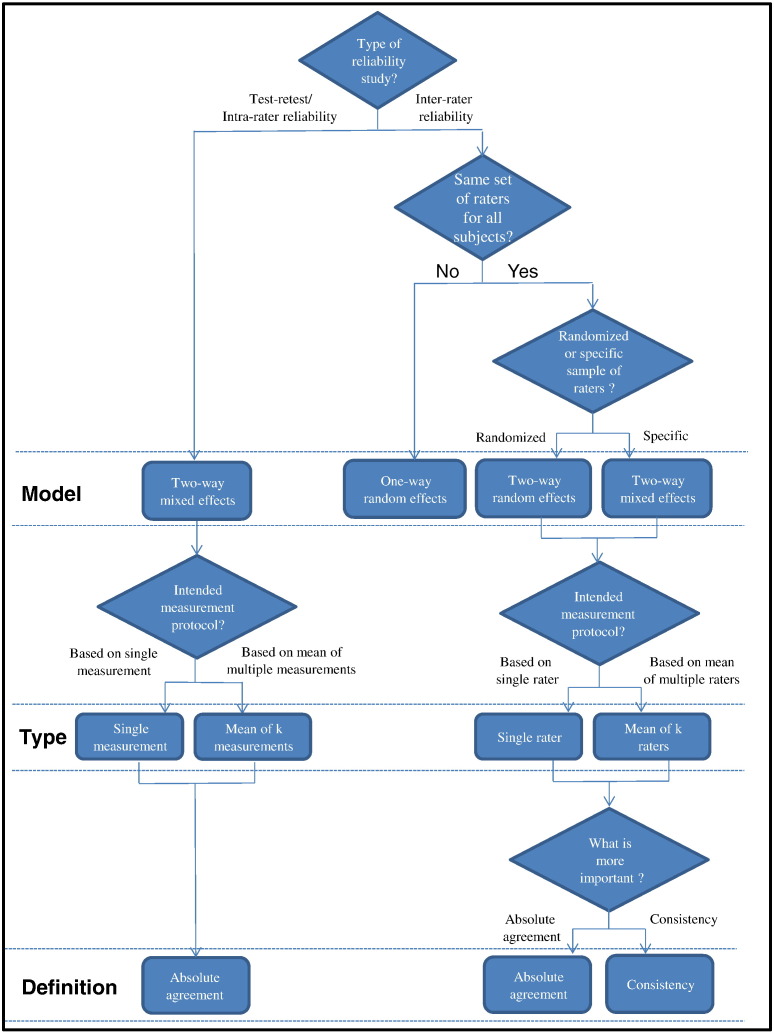 Type of
reliability
study?
Test-retest/
Intra-rater reliability
Inter-rater
reliability
Same set
of raters
for all
subjects?
No
Yes
Randomized
or specific
sample of
raters ?
Randomized
Specific
Model
Two-way
mixed effects
One-way
random effects
Two-way
random effects
Two-way
mixed effects
Intended
measurement
protocol?
Based on single
measurement
Based on mean of
multiple measurements
Intended
measurement
protocol?
Based on
single rater
Based on mean
of multiple raters
Type
Single
measurement
Mean of k
measurements
Single rater
Mean of k
raters
What is
more
important ?
Absolute
agreement
Consistency
Definition
Absolute
agreement
Absolute
agreement
Consistency